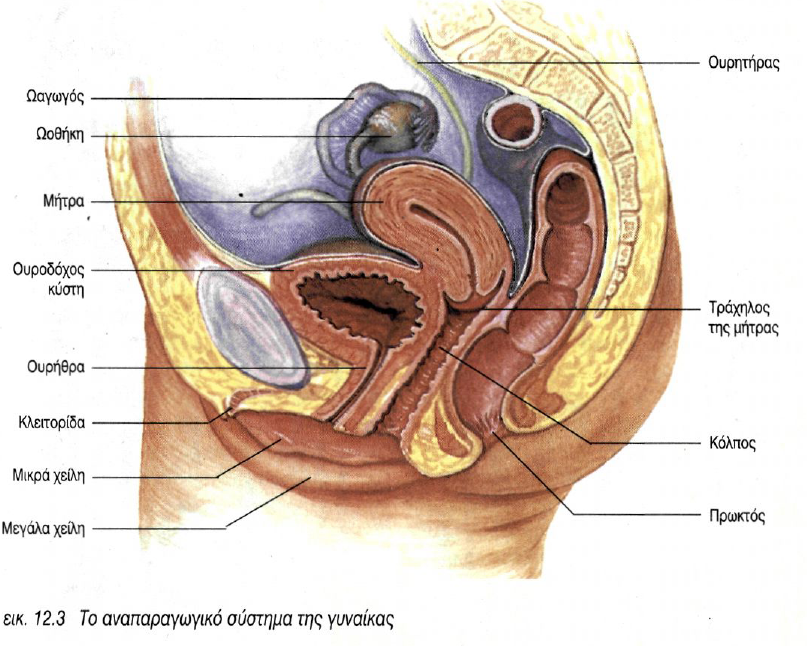 Ουρητήρας
Ωαγωγός
Ωοθήκη
Μήτρα
Ουροδόχος
κύστη
Τράχηλος
της μήτρας
Ουρήθρα
Κλειτορίδα
Κόλπος
Μικρά χείλη
Πρωκτός
Μεγάλα χείλη
εικ. 12.3 Το αναπαραγωγικό σύστημα της γυναίκας